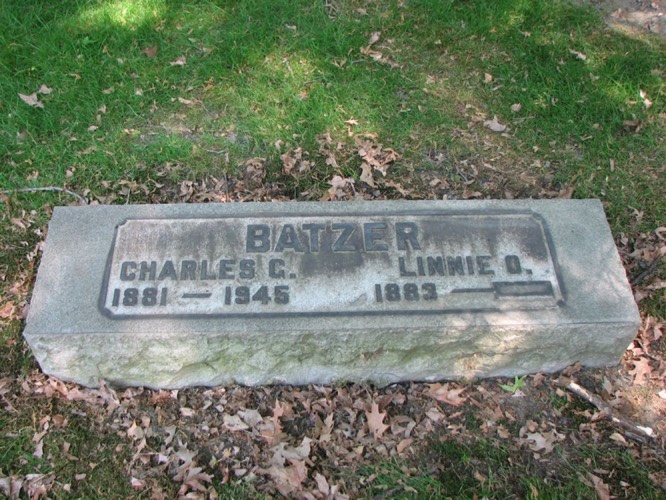 BATZER
CHARLES G. LINNIE O.
1881 — 1945 1883 —